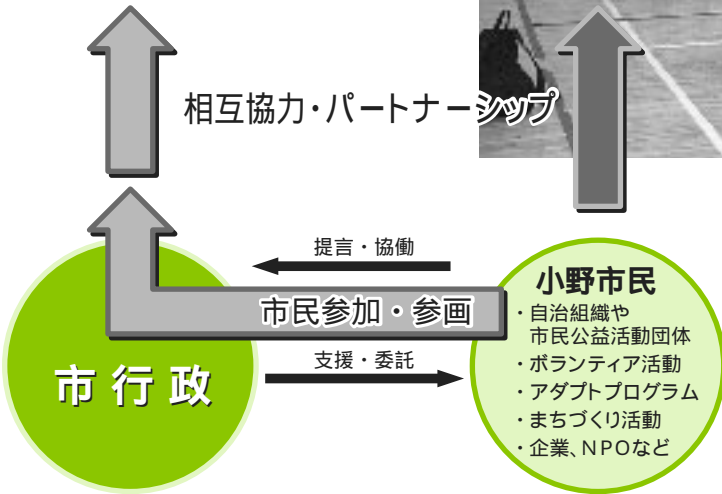 相互協力・パートナーシップ
提言・協働
市民参加・参画
支援・委託
市行政
小野市民
・自治組織や
市民公益活動団体
・ボランティア活動
・アダプトプログラム
・まちづくり活動
・企業、NPOなど